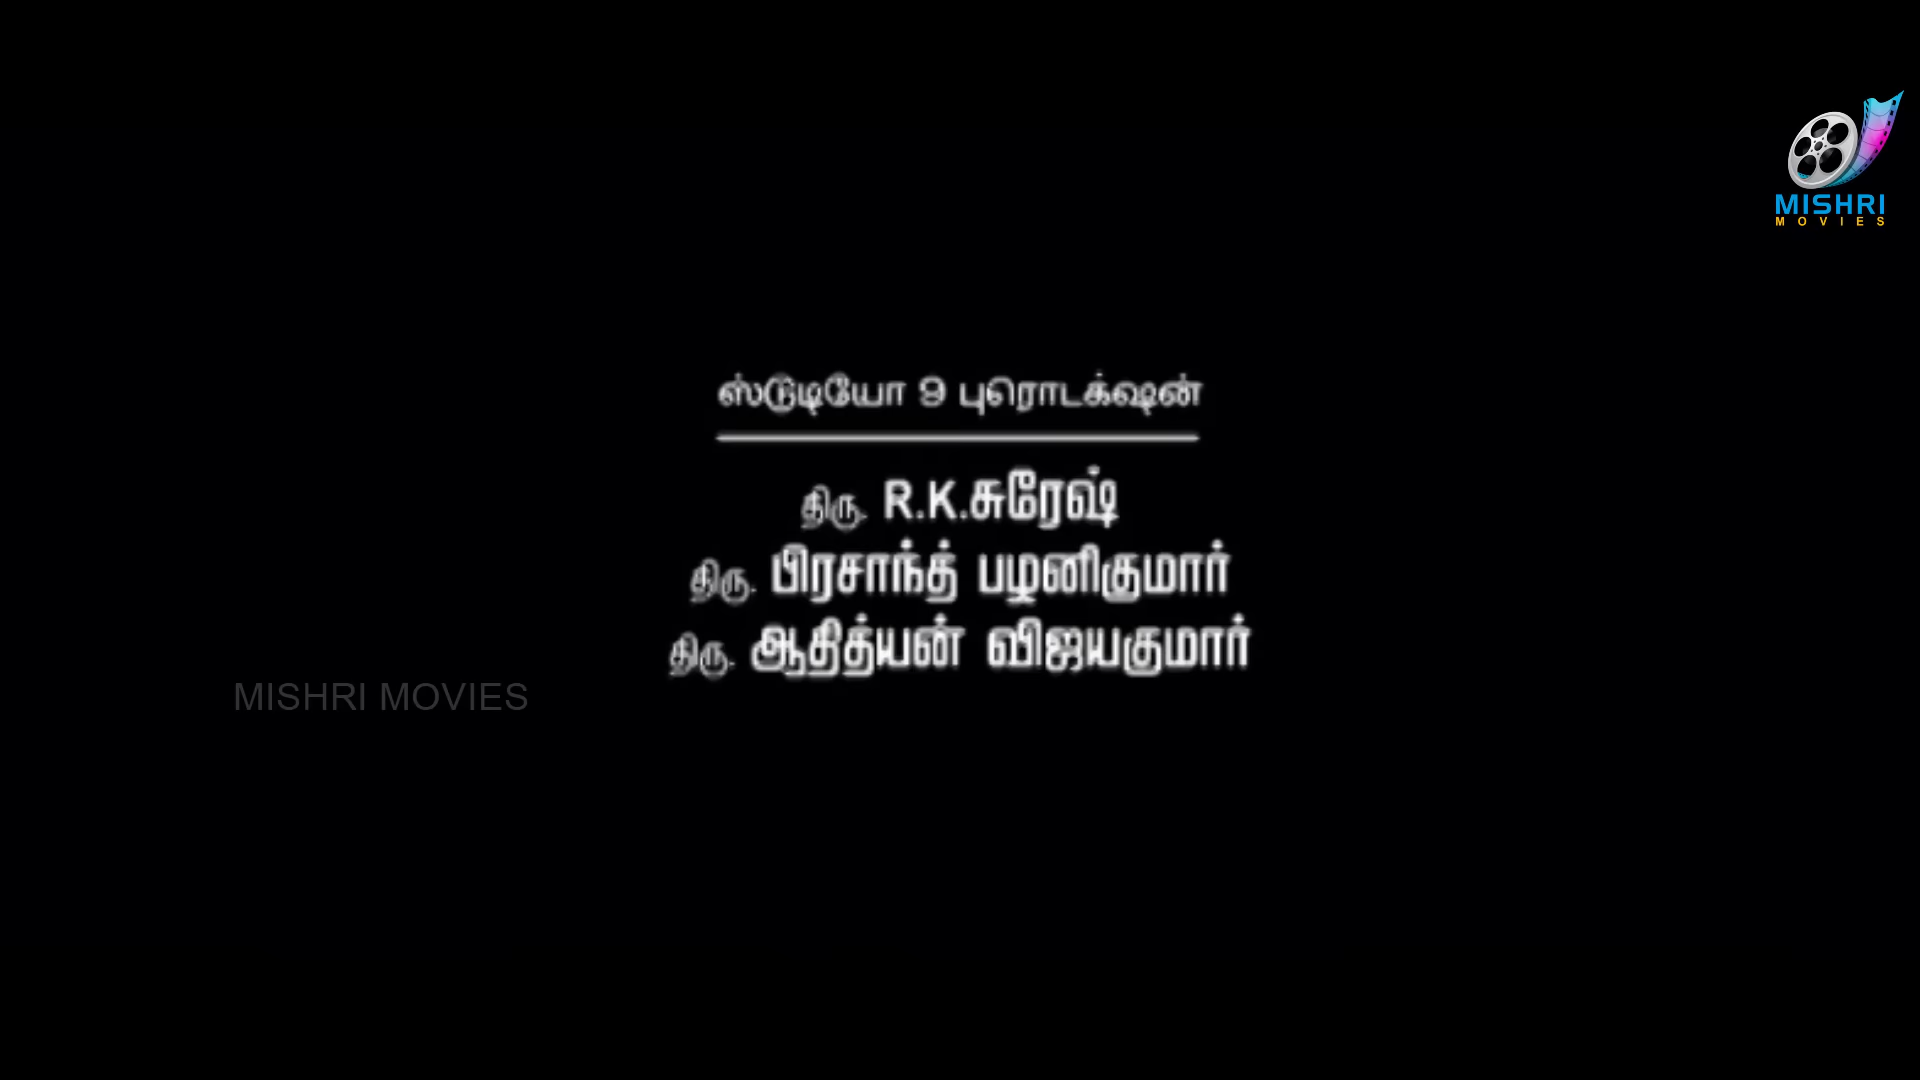 MISHRI
MOVIES
ஸ்டுடியோ 9 புரொடக்ஷன்
திரு. R.K.சுரேஷ்
திரு. பிரசாந்த் பழனிகுமார்
திரு. ஆதித்யன் விஜயகுமார்
MISHRI MOVIES